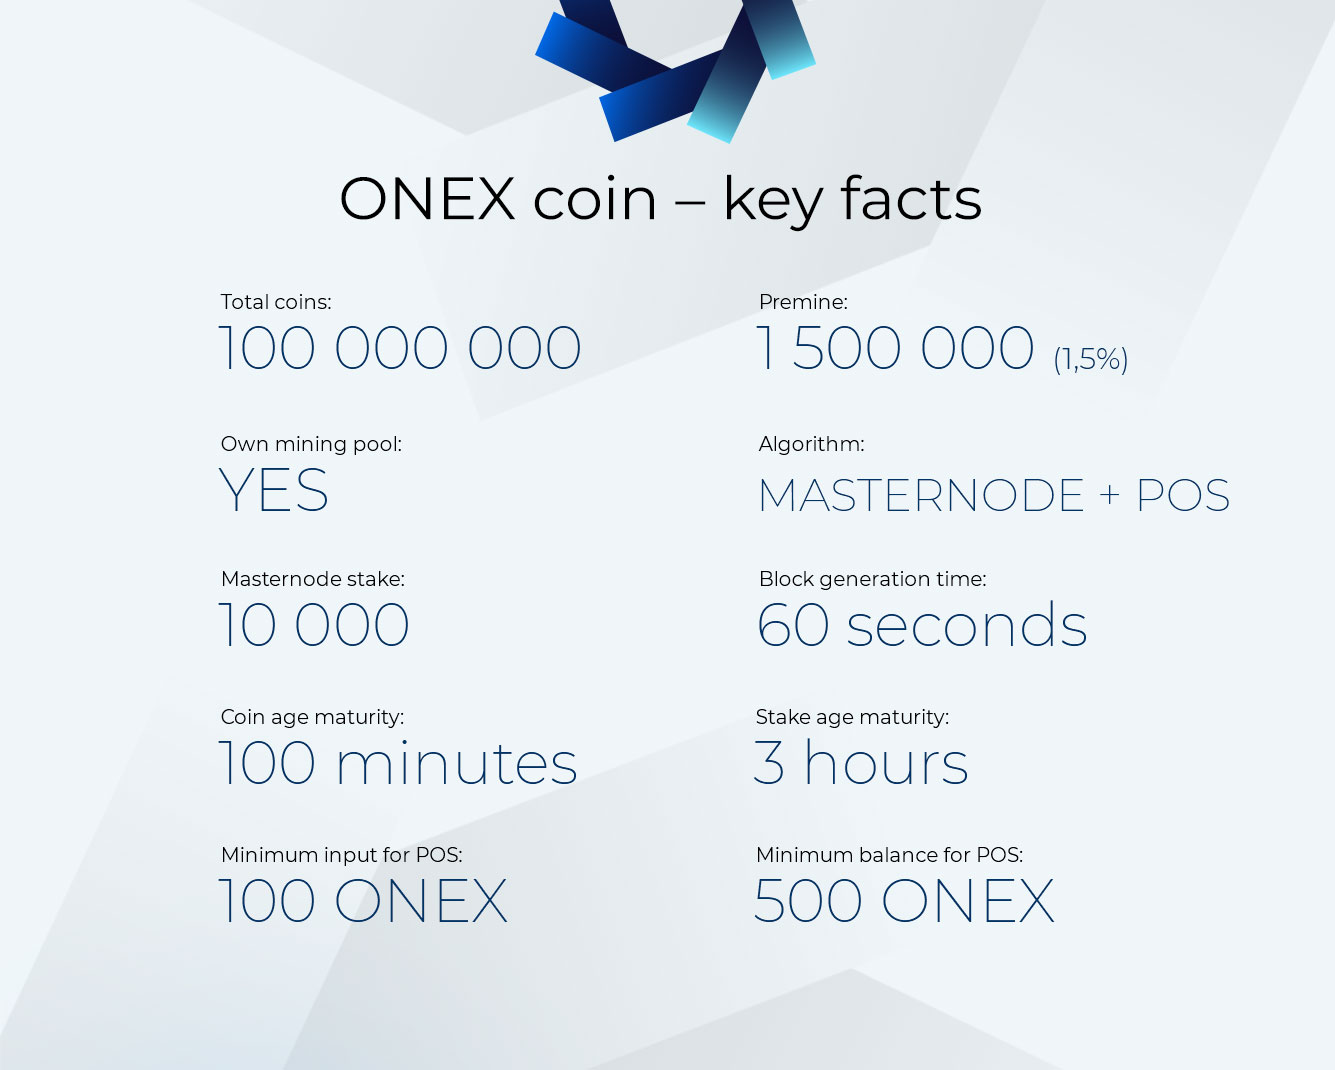 ONEX coin – key facts
Total coins:
100 000 000
Premine:
1 500 000 (1,5%)
Own mining pool:
YES
Algorithm:
MASTERNODE + POS
Masternode stake:
10 000
Block generation time:
60 seconds
Coin age maturity:
100 minutes
Stake age maturity:
3 hours
Minimum input for POS:
100 ONEX
Minimum balance for POS:
500 ONEX